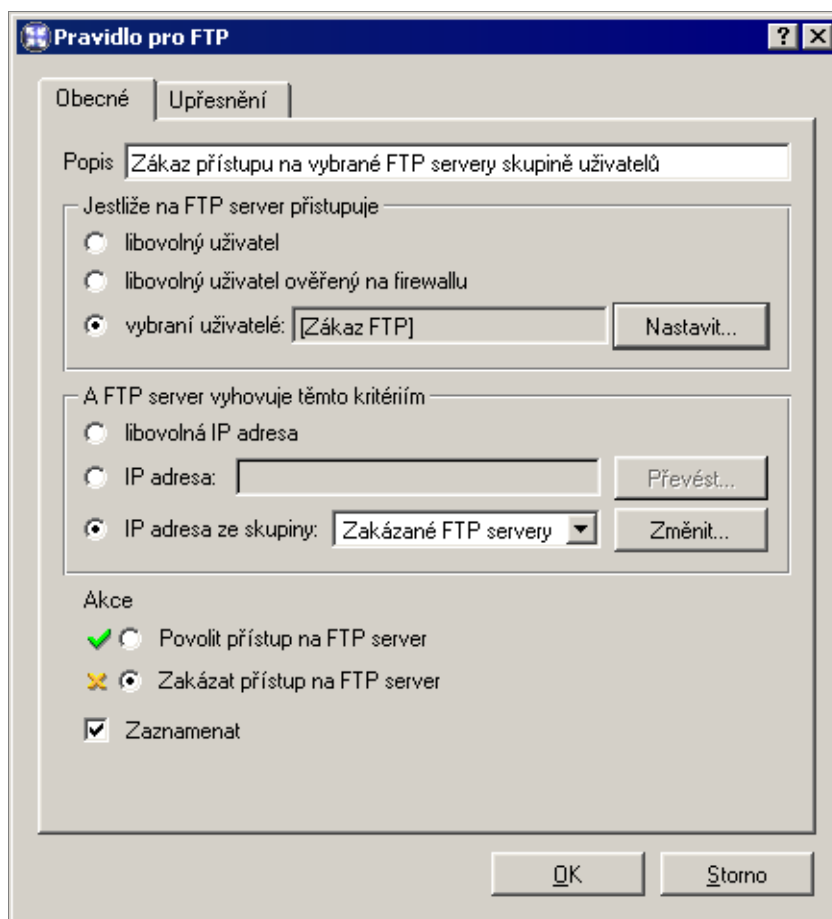 Pravidlo pro FTP
Obecné Upřesnění
Popis Zákaz přístupu na vybrané FTP servery skupině uživatelů
Jestliže na FTP server přistupuje
libovolný uživatel
libovolný uživatel ověřený na firewallu
vybraní uživatelé: [Zákaz FTP] Nastavit...
A FTP server vyhovuje těmto kritériím
libovolná IP adresa
IP adresa: Převést...
IP adresa ze skupiny: Zakázané FTP servery Změnit...
Akce
Povolit přístup na FTP server
Zakázat přístup na FTP server
Zaznamenat
OK Storno